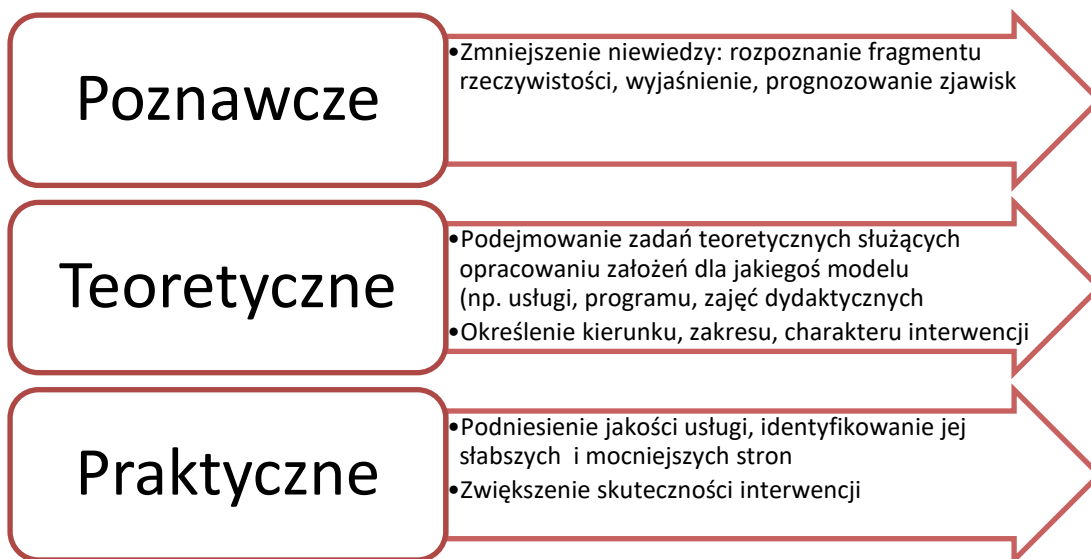 Poznawcze
•Zmniejszenie niewiedzy: rozpoznanie fragmentu
rzeczywistości, wyjaśnienie, prognozowanie zjawisk
Teoretyczne
•Podejmowanie zadań teoretycznych służących
opracowaniu założeń dla jakiegoś modelu
(np. usługi, programu, zajęć dydaktycznych
•Określenie kierunku, zakresu, charakteru interwencji
Praktyczne
•Podniesienie jakości usługi, identyfikowanie jej
słabszych i mocniejszych stron
•Zwiększenie skuteczności interwencji